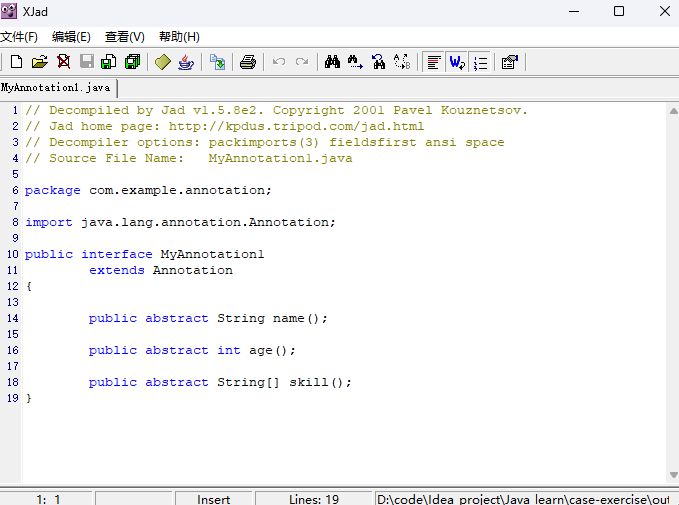 XJad
文件(F) 编辑(E) 查看(V) 帮助(H)
MyAnnotation1.java
1 // Decompiled by Jad v1.5.8e2. Copyright 2001 Pavel Kouznetsov.
2 // Jad home page: http://kpdus.tripod.com/jad.html
3 // Decompiler options: packimports(3) fieldsfirst ansi space
4 // Source File Name:   MyAnnotation1.java
5
6 package com.example.annotation;
7
8 import java.lang.annotation.Annotation;
9
10 public interface MyAnnotation1
11         extends Annotation
12 {
13
14         public abstract String name();
15
16         public abstract int age();
17
18         public abstract String[] skill();
19 }
1: 1 Insert Lines: 19 D:\code\Idea project\Java learn\case-exercise\out